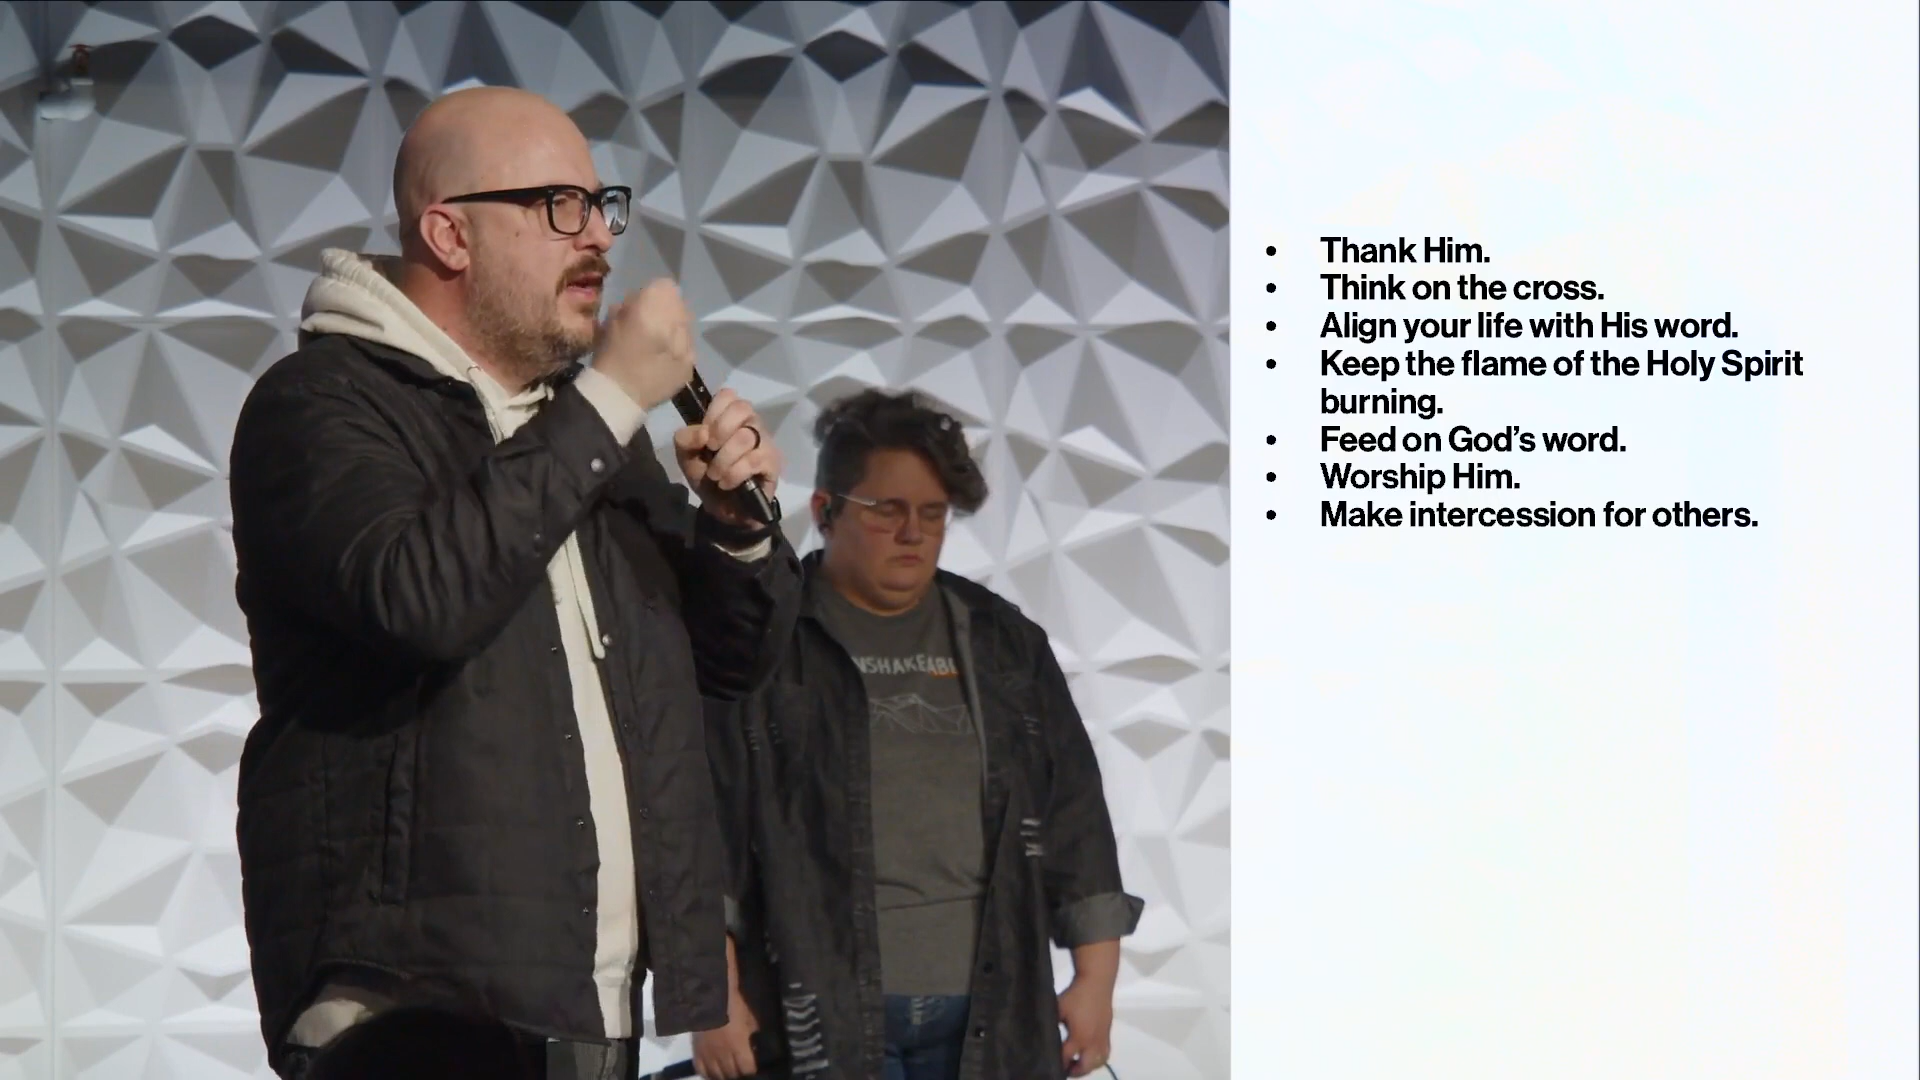 • Thank Him.
• Think on the cross.
• Align your life with His word.
• Keep the flame of the Holy Spirit
burning.
• Feed on God’s word.
• Worship Him.
• Make intercession for others.
NSHAKEAB